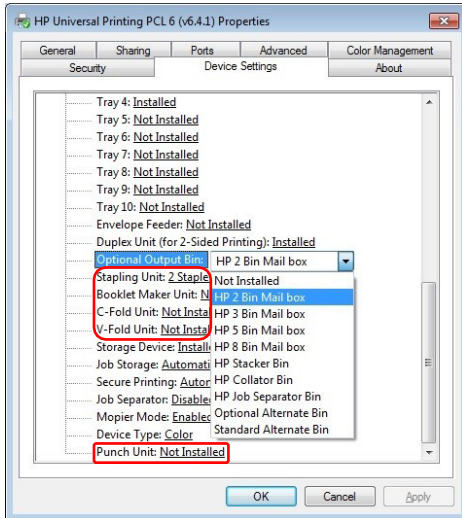 HP Universal Printing PCL 6 (v6.4.1) Properties
General Sharing Ports Advanced Color Management
Security Device Settings About
Tray 4: Installed
Tray 5: Not Installed
Tray 6: Not Installed
Tray 7: Not Installed
Tray 8: Not Installed
Tray 9: Not Installed
Tray 10: Not Installed
Envelope Feeder: Not Installed
Duplex Unit (for 2-Sided Printing): Installed
Optional Output Bin: HP 2 Bin Mail box
Stapling Unit: 2 Staple
Booklet Maker Unit: N
C-Fold Unit: Not Insta
V-Fold Unit: Not Instal
Storage Device: Install
Job Storage: Automati
Secure Printing: Autor
Job Separator: Disable
Mopier Mode: Enabled
Device Type: Color
Punch Unit: Not Installed
Not Installed
HP 2 Bin Mail box
HP 3 Bin Mail box
HP 5 Bin Mail box
HP 8 Bin Mail box
HP Stacker Bin
HP Collator Bin
HP Job Separator Bin
Optional Alternate Bin
Standard Alternate Bin
OK Cancel Apply